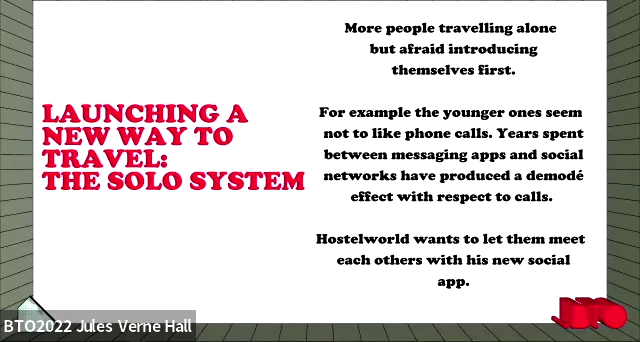 LAUNCHING A
NEW WAY TO
TRAVEL:
THE SOLO SYSTEM
More people travelling alone
but afraid introducing
themselves first.
For example the younger ones seem
not to like phone calls. Years spent
between messaging apps and social
networks have produced a demodé
effect with respect to calls.
Hostelworld wants to let them meet
each others with his new social
app.
BTO2022 Jules Verne Hall
BTO